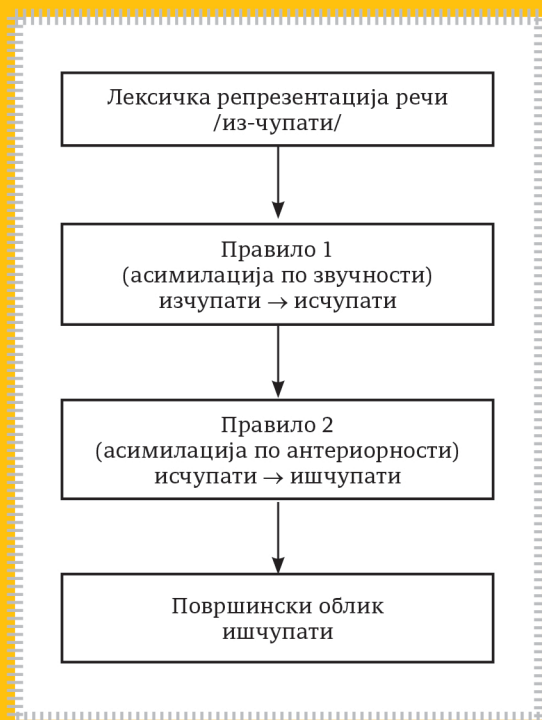 Лексичка репрезентација речи
/из-чупати/
Правило 1
(асимилација по звучности)
изчупати → исчупати
Правило 2
(асимилација по антериорности)
исчупати → ишчупати
Површински облик
ишчупати